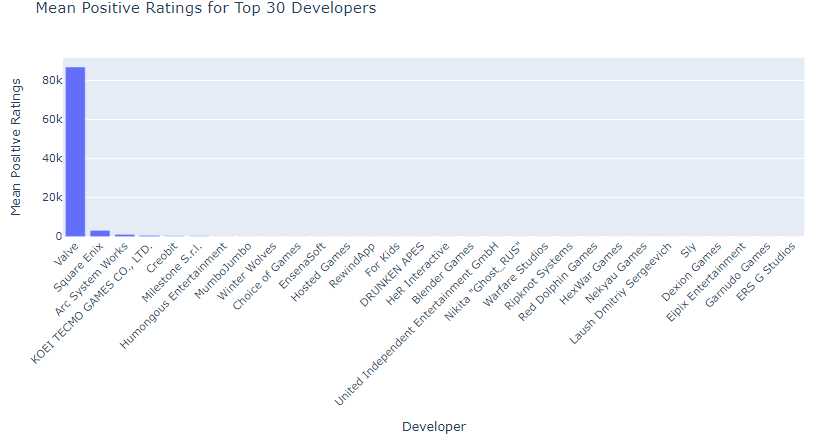 Mean Positive Ratings for Top 30 Developers
Mean Positive Ratings
80k
60k
40k
20k
0
Valve
Square Enix
Arc System Works
KOEI TECMO GAMES CO., LTD.
Creobit
Milestone S.r.l.
Humongous Entertainment
MumboJumbo
Winter Wolves
Choice of Games
EnsenaSoft
Hosted Games
RewindApp
For Kids
DRUNKEN APES
HeR Interactive
Blender Games
United Independent Entertainment GmbH
Nikita "Ghost_RUS"
Warfare Studios
Ripknot Systems
Red Dolphin Games
HexWar Games
Nekyau Games
Laush Dmitriy Sergeevich
Sly
Dexion Games
Eipix Entertainment
Garnudo Games
ERS G Studios
Developer